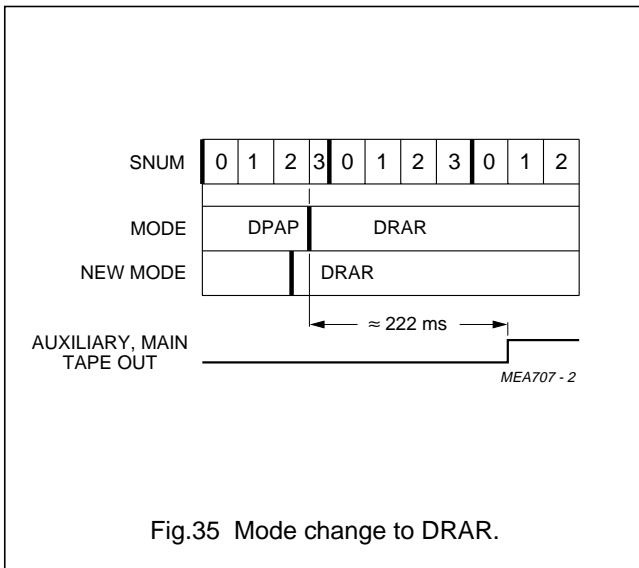 SNUM 0 1 2 3 0 1 2 3 0 1 2
MODE DPAP DRAR
NEW MODE DRAR
≈ 222 ms
AUXILIARY, MAIN
TAPE OUT
MEA707 - 2
Fig.35 Mode change to DRAR.